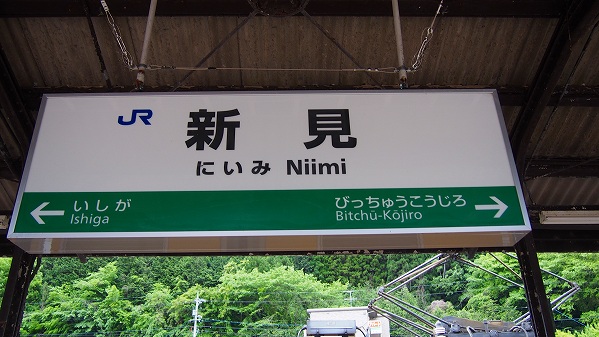 JR
新見
にいみ Niimi
← いしが
Ishiga
びっちゅうこうじろ →
Bitchū-Kōjiro